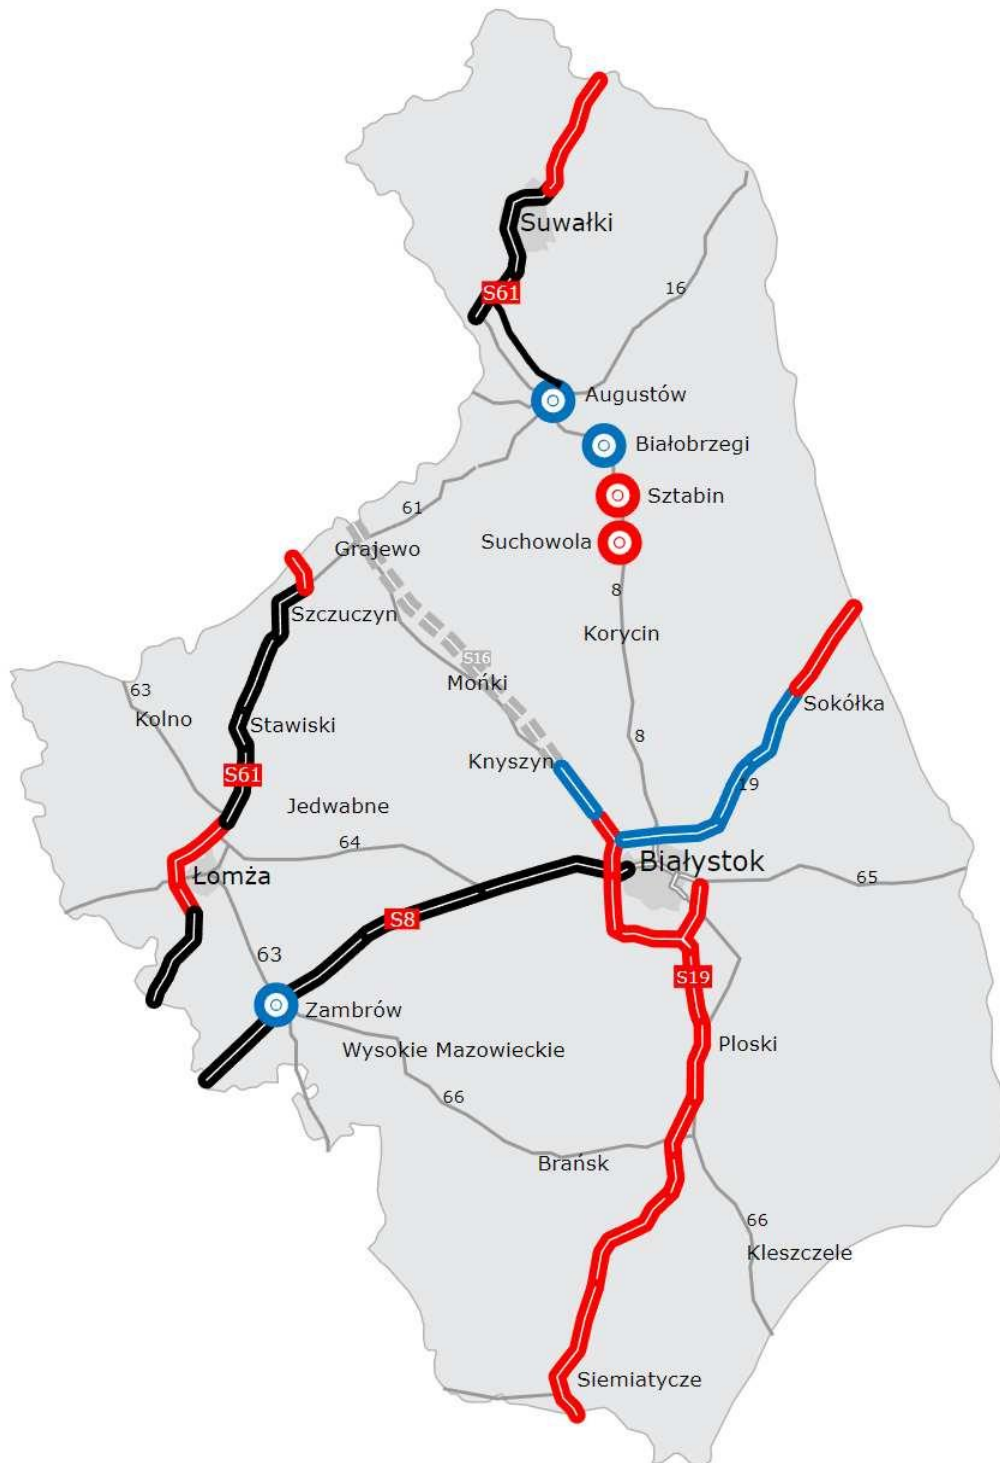 Suwałki
S61
16
Augustów
Białobrzegi
Sztabin
61
Suchowola
Grajewo
8
Szczuczyn
Korycin
S16
Mońki
63
Kolno
Sokółka
Stawiski
8
Knyszyn
S61
19
Jedwabne
64
Białystok
Łomża
65
S8
63
S19
Zambrów
Ploski
Wysokie Mazowieckie
66
Brańsk
66
Kleszczele
Siemiatycze